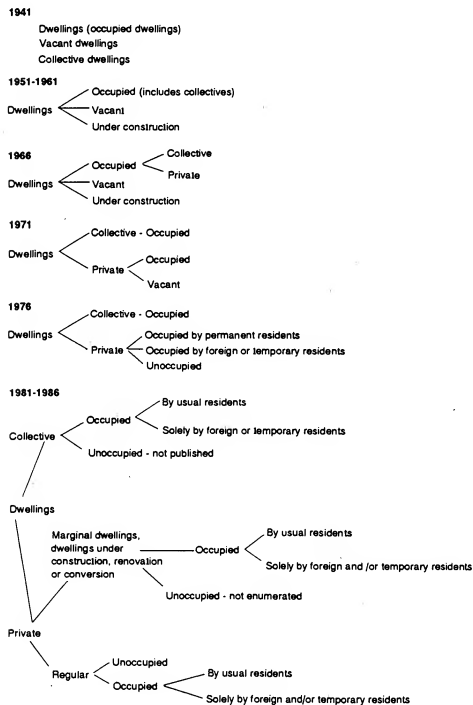 1941
Dwellings (occupied dwellings)
Vacant dwellings
Collective dwellings
1951-1961
Occupied (includes collectives)
Dwellings
Vacant
Under construction
1966
Collective
Occupied
Private
Dwellings
Vacant
Under construction
1971
Collective - Occupied
Dwellings
Occupied
Private
Vacant
1976
Collective - Occupied
Dwellings
Occupied by permanent residents
Private
Occupied by foreign or temporary residents
Unoccupied
1981-1986
By usual residents
Occupied
Solely by foreign or temporary residents
Collective
Unoccupied - not published
Dwellings
Marginal dwellings,
dwellings under
construction, renovation
or conversion
By usual residents
Occupied
Solely by foreign and /or temporary residents
Unoccupied - not enumerated
Private
Unoccupied
Regular
By usual residents
Occupied
Solely by foreign and/or temporary residents